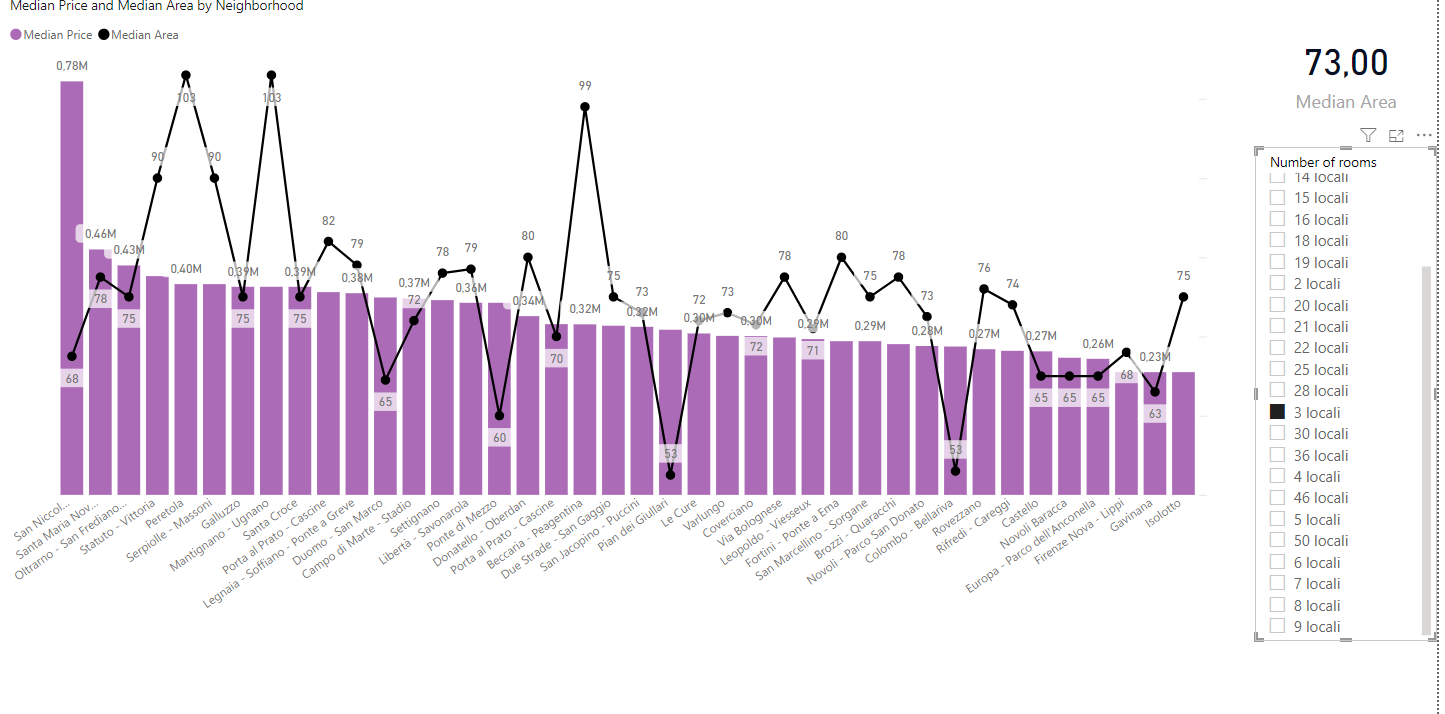 Median Price and Median Area by Neighborhood
Median Price Median Area
0,78M
103 103
99
90 90
82
79
80
78 79
0,46M
0,43M
0,40M
0,39M 0,39M
0,38M
0,37M
0,36M
0,34M
0,32M
0,32M
0,30M
0,30M
0,29M
0,29M
0,28M
0,27M
0,27M
0,26M
0,23M
68
78
75
75
75
65
72
60
70
75
73
53
72
73
72
78
71
80
75
78
73
53
76
74
65
65
65
68
63
75
San Niccol...
Santa Maria Nov...
Oltrarno - San Frediano...
Statuto - Vittoria
Peretola
Serpiolle - Massoni
Galluzzo
Mantignano - Ugnano
Santa Croce
Porta al Prato - Cascine
Legnaia - Soffiano - Ponte a Greve
Duomo - San Marco
Campo di Marte - Stadio
Settignano
Libertà - Savonarola
Ponte di Mezzo
Donatello - Oberdan
Porta al Prato - Cascine
Beccaria - Peagentina
Due Strade - San Gaggio
San Jacopino - Puccini
Pian dei Giullari
Le Cure
Varlungo
Coverciano
Via Bolognese
Leopoldo - Viesseux
Fortini - Ponte a Ema
San Marcellino - Sorgane
Brozzi - Quaracchi
Novoli - Parco San Donato
Colombo - Bellariva
Rovezzano
Rifredi - Careggi
Castello
Novoli Baracca
Europa - Parco dell'Anconella
Firenze Nova - Lippi
Gavinana
Isolotto
73,00
Median Area
Number of rooms
14 locali
15 locali
16 locali
18 locali
19 locali
2 locali
20 locali
21 locali
22 locali
25 locali
28 locali
3 locali
30 locali
36 locali
4 locali
46 locali
5 locali
50 locali
6 locali
7 locali
8 locali
9 locali